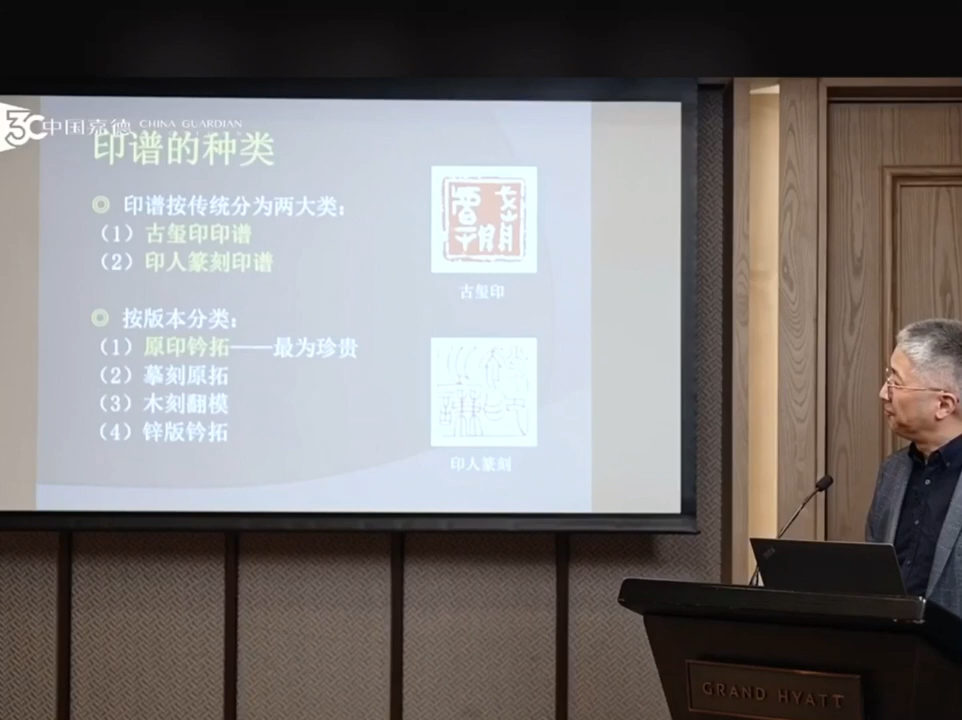 30 中国嘉德 CHINA GUARDIAN
印谱的种类
印谱按传统分为两大类：
（1）古玺印印谱
（2）印人篆刻印谱
按版本分类：
（1）原印钤拓——最为珍贵
（2）摹刻原拓
（3）木刻翻模
（4）锌版钤拓
古玺印
印人篆刻
GRAND HYATT